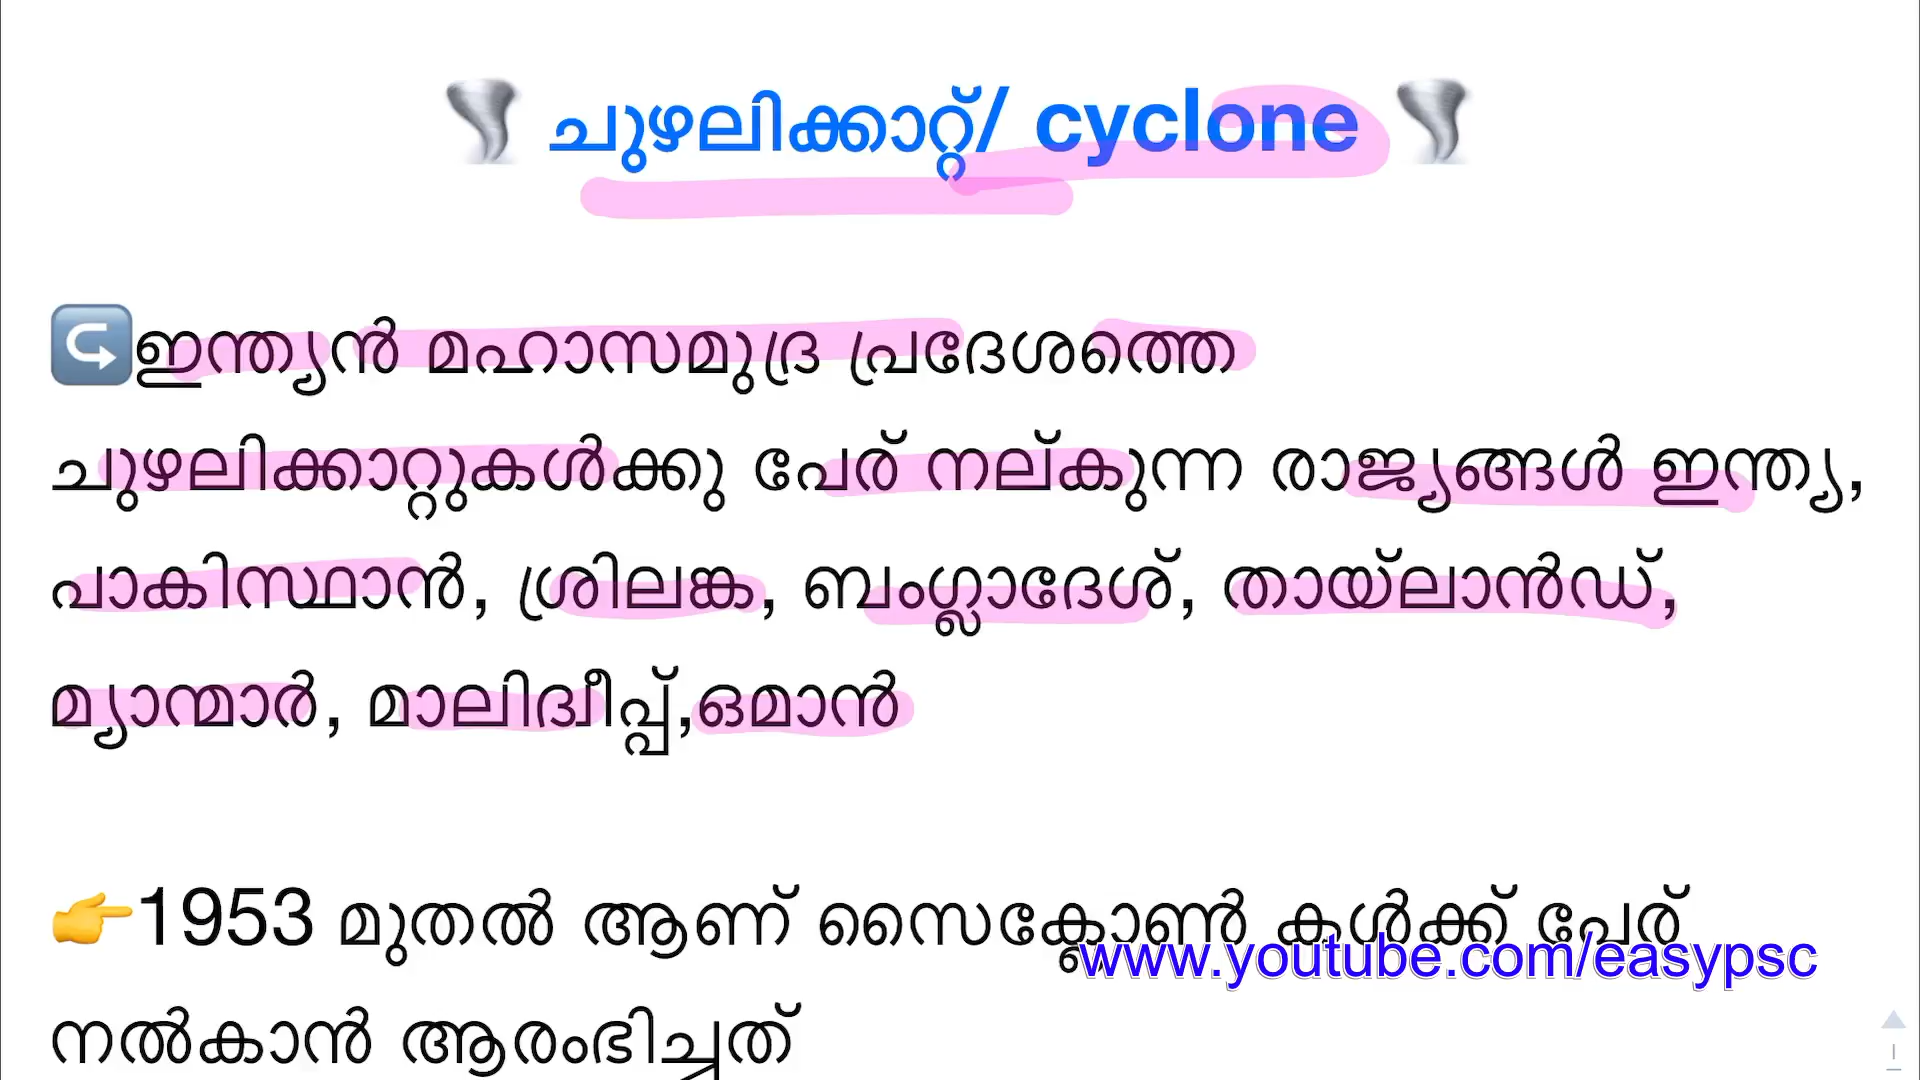 ചുഴലിക്കാറ്റ്/ cyclone
ഇന്ത്യൻ മഹാസമുദ്ര പ്രദേശത്തെ
ചുഴലിക്കാറ്റുകൾക്കു പേര് നല്കുന്ന രാജ്യങ്ങൾ ഇന്ത്യ,
പാകിസ്ഥാൻ, ശ്രിലങ്ക, ബംഗ്ലാദേശ്, തായ്ലാൻഡ്,
മ്യാന്മാർ, മാലിദ്വീപ്പ്,ഒമാൻ
1953 മുതൽ ആണ് സൈക്ലോൺ കൾക്ക് പേര്
www.youtube.com/easypsc
നൽകാൻ ആരംഭിച്ചത്